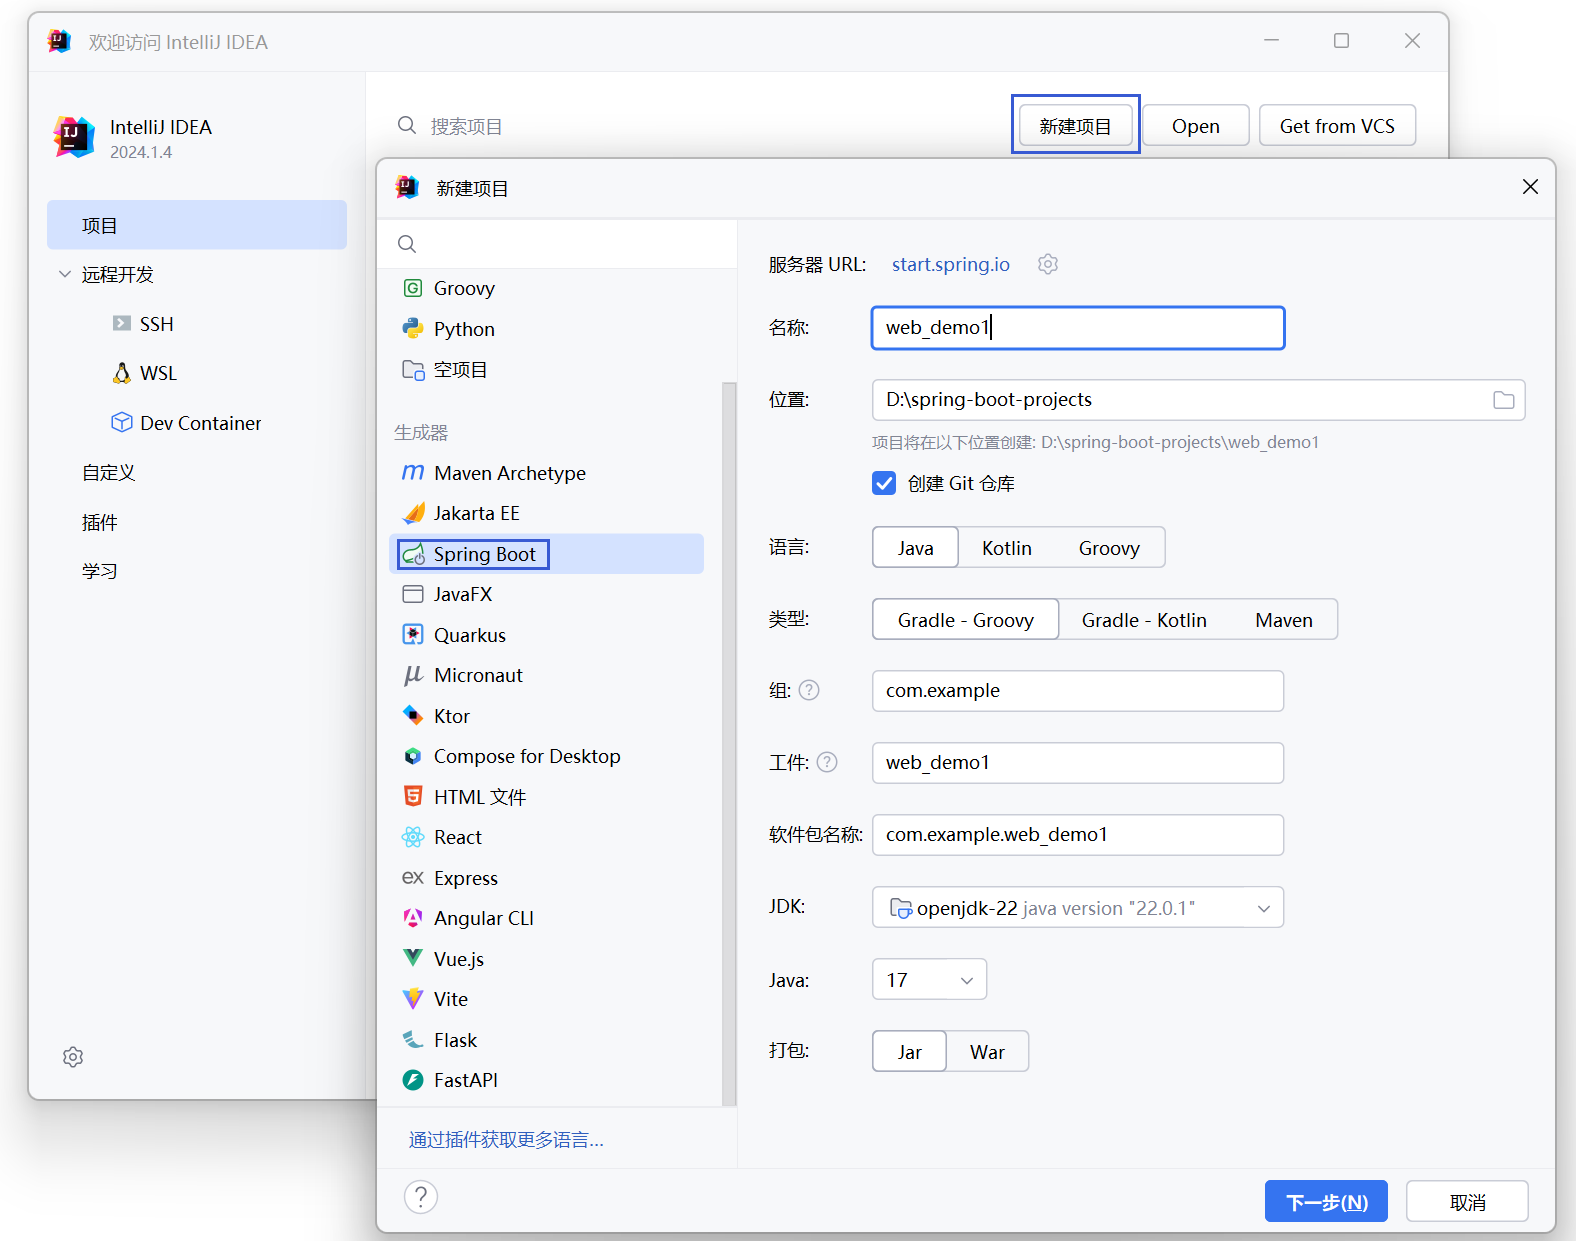 欢迎访问 IntelliJ IDEA
IntelliJ IDEA
2024.1.4
搜索项目
新建项目
Open
Get from VCS
项目
远程开发
SSH
WSL
Dev Container
自定义
插件
学习
新建项目
Groovy
Python
空项目
生成器
Maven Archetype
Jakarta EE
Spring Boot
JavaFX
Quarkus
Micronaut
Ktor
Compose for Desktop
HTML 文件
React
Express
Angular CLI
Vue.js
Vite
Flask
FastAPI
通过插件获取更多语言...
服务器 URL: start.spring.io
名称: web_demo1
位置: D:\spring-boot-projects
项目将在以下位置创建: D:\spring-boot-projects\web_demo1
创建 Git 仓库
语言: Java Kotlin Groovy
类型: Gradle - Groovy Gradle - Kotlin Maven
组: ? com.example
工件: ? web_demo1
软件包名称: com.example.web_demo1
JDK: openjdk-22 java version "22.0.1"
Java: 17
打包: Jar War
?
下一步(N)
取消